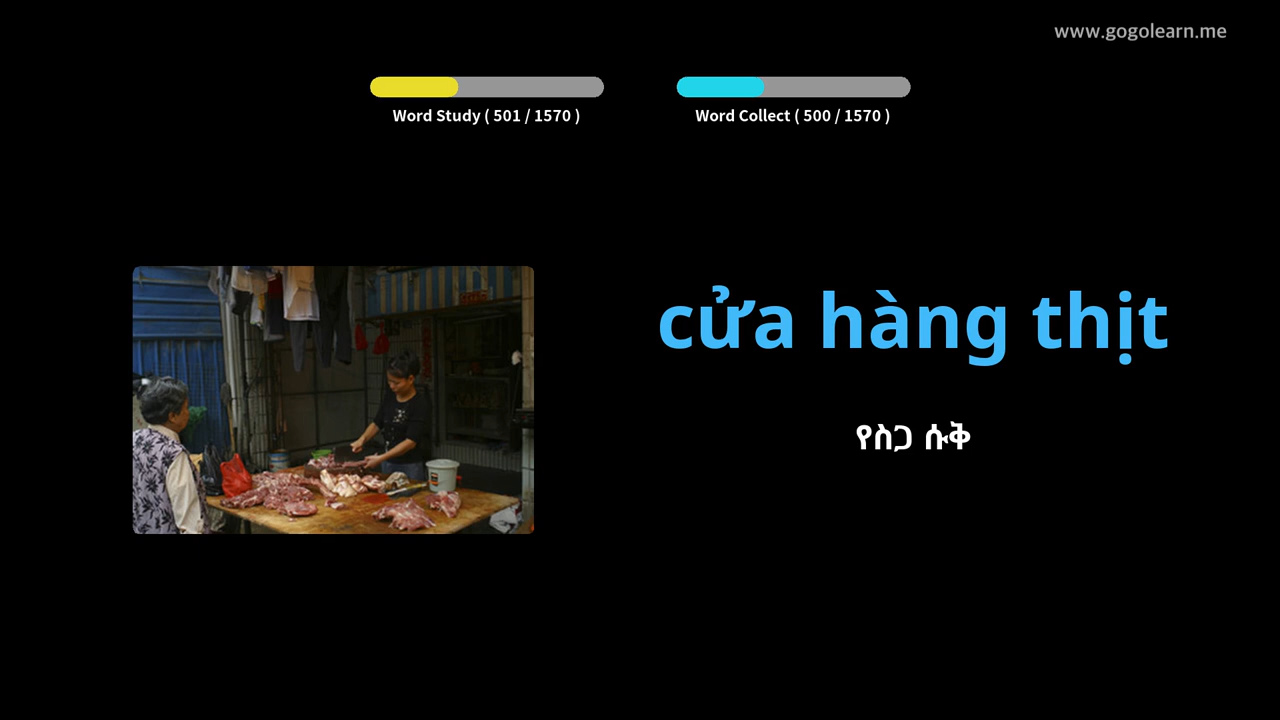 www.gogolearn.me
Word Study ( 501 / 1570 )
Word Collect ( 500 / 1570 )
cửa hàng thịt
የስጋ ሱቅ